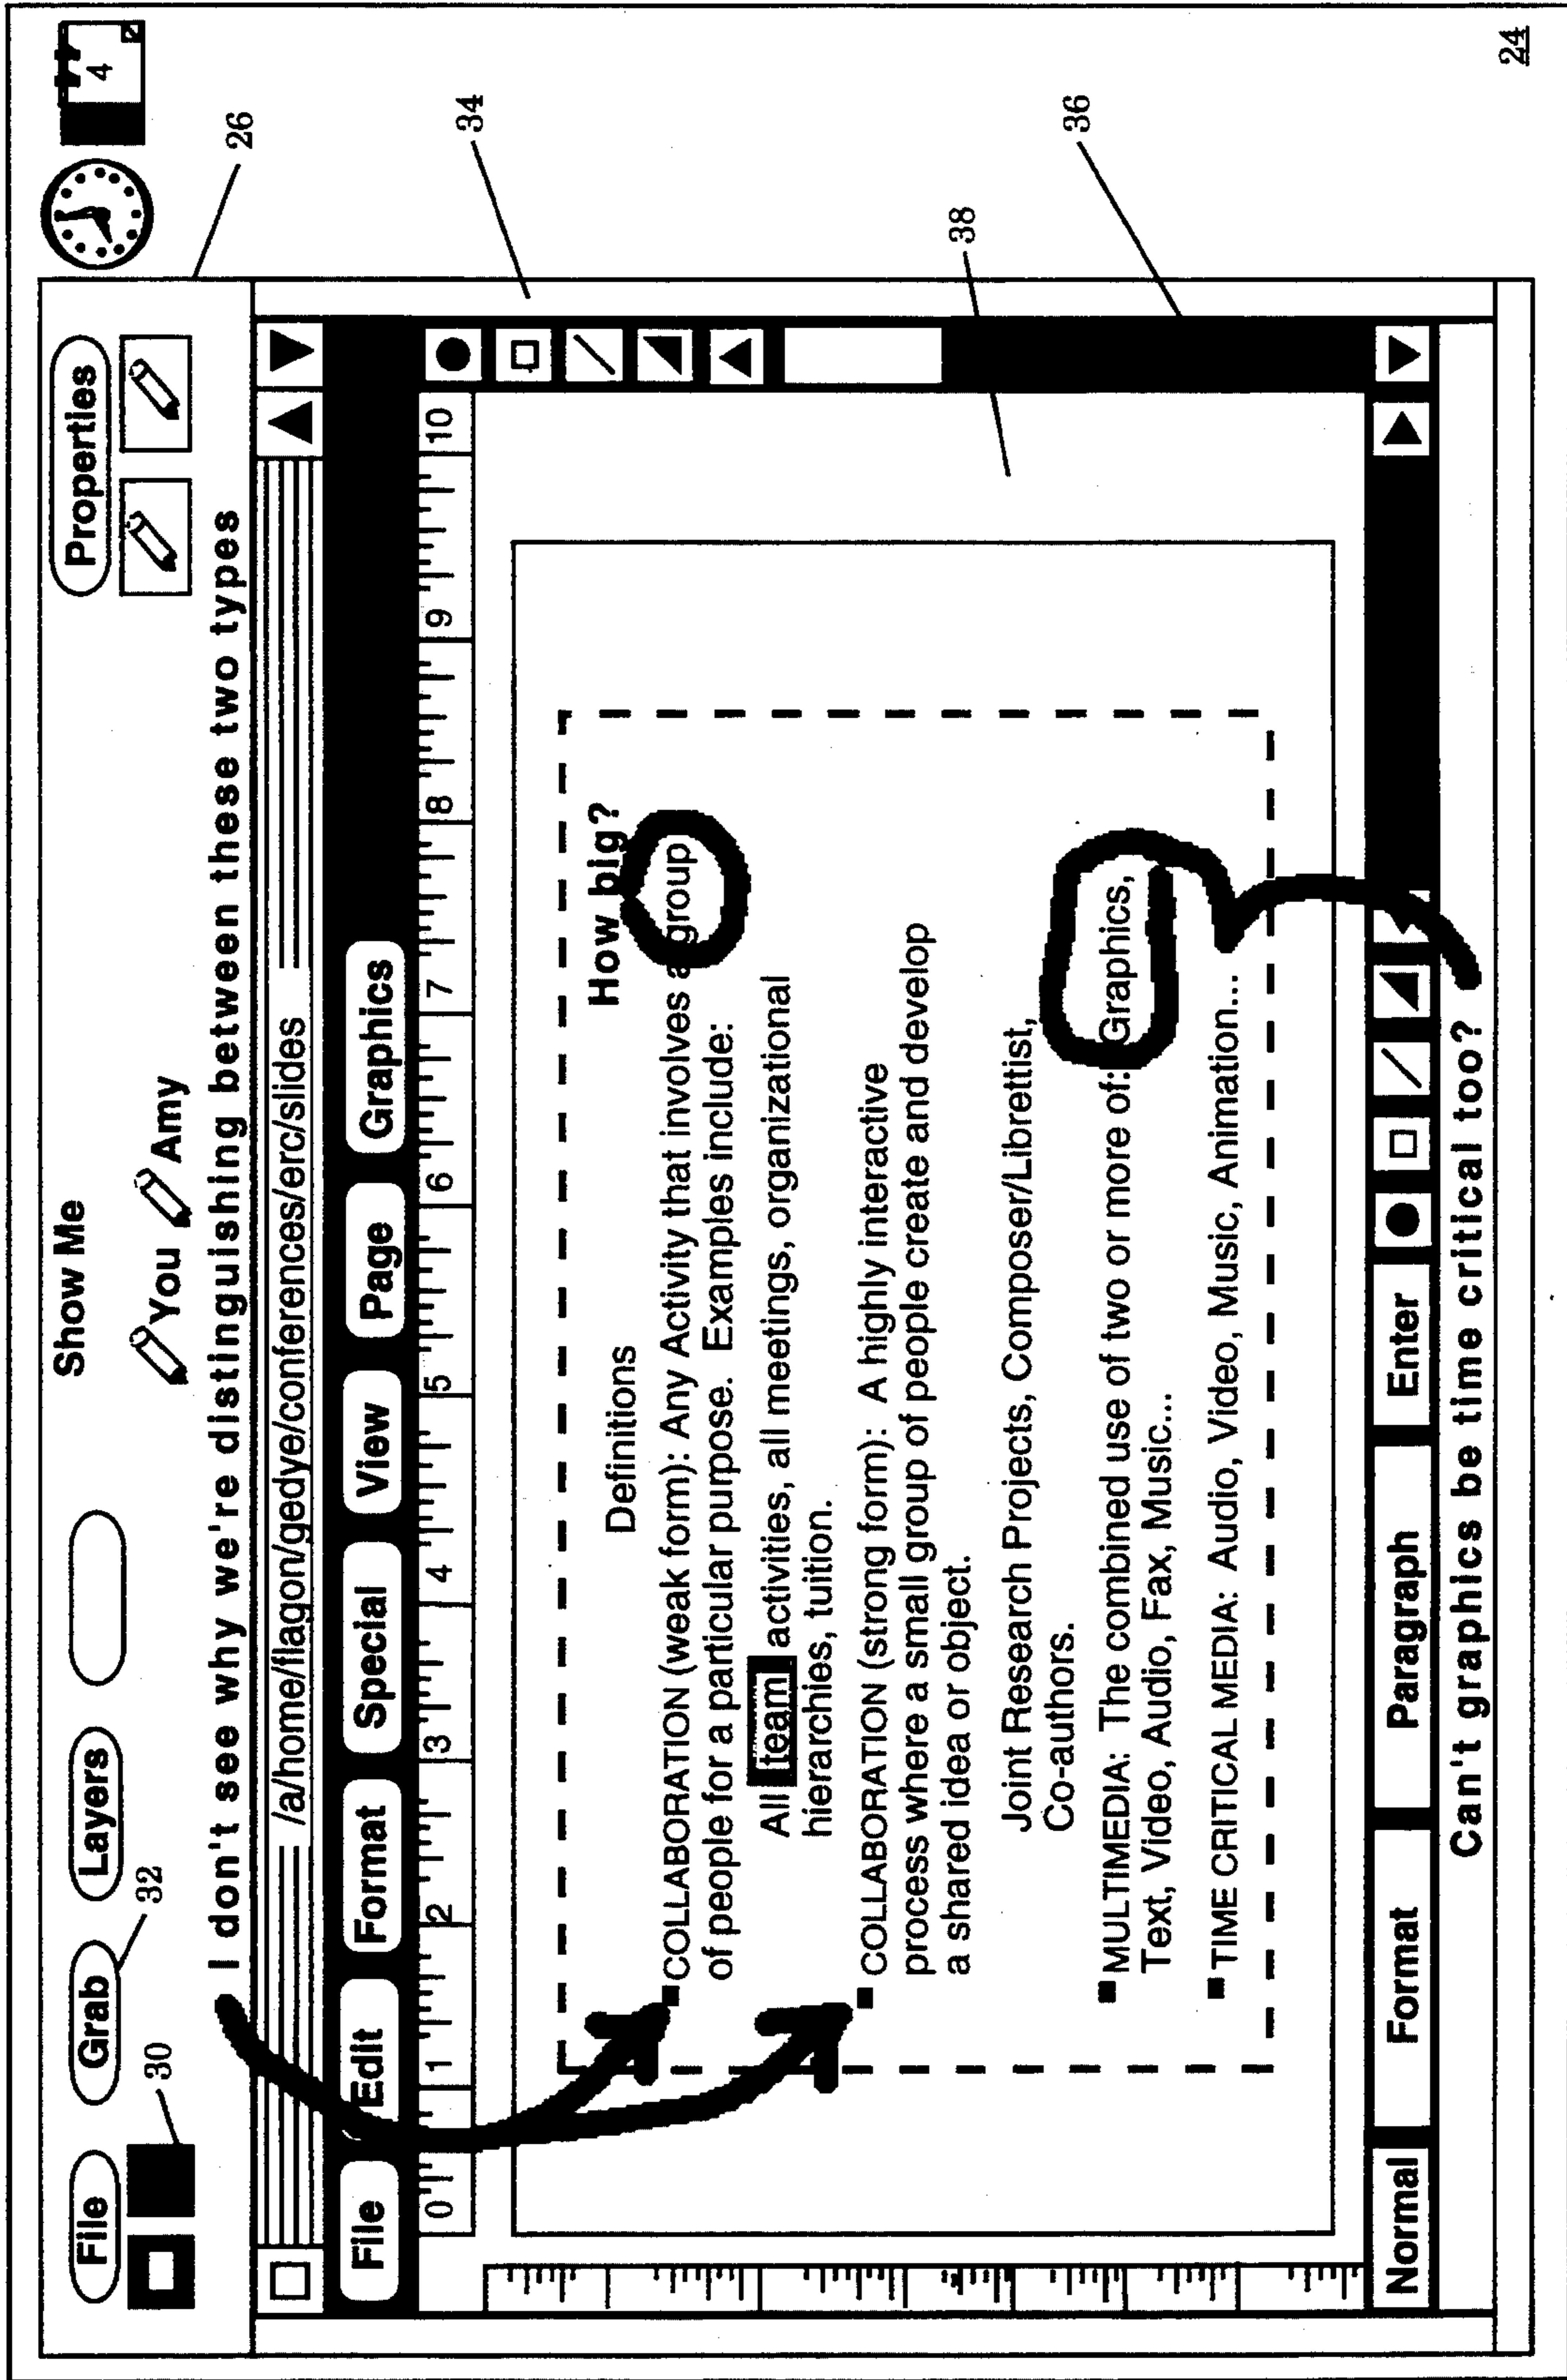 4
26
Show Me
File Grab Layers Properties
32
30
You Amy
I don't see why we're distinguishing between these two types
/a/home/flagon/gedye/conferences/erc/slides
34
File Edit Format Special View Page Graphics
0 1 2 3 4 5 6 7 8 9 10
How big?
Definitions
COLLABORATION (weak form): Any Activity that involves a group
of people for a particular purpose. Examples include:
All team activities, all meetings, organizational
hierarchies, tuition.
COLLABORATION (strong form): A highly interactive
process where a small group of people create and develop
a shared idea or object.
38
Joint Research Projects, Composer/Librettist,
Co-authors.
36
MULTIMEDIA: The combined use of two or more of: Graphics,
Text, Video, Audio, Fax, Music...
TIME CRITICAL MEDIA: Audio, Video, Music, Animation...
Normal Format Paragraph Enter
Can't graphics be time critical too?
24